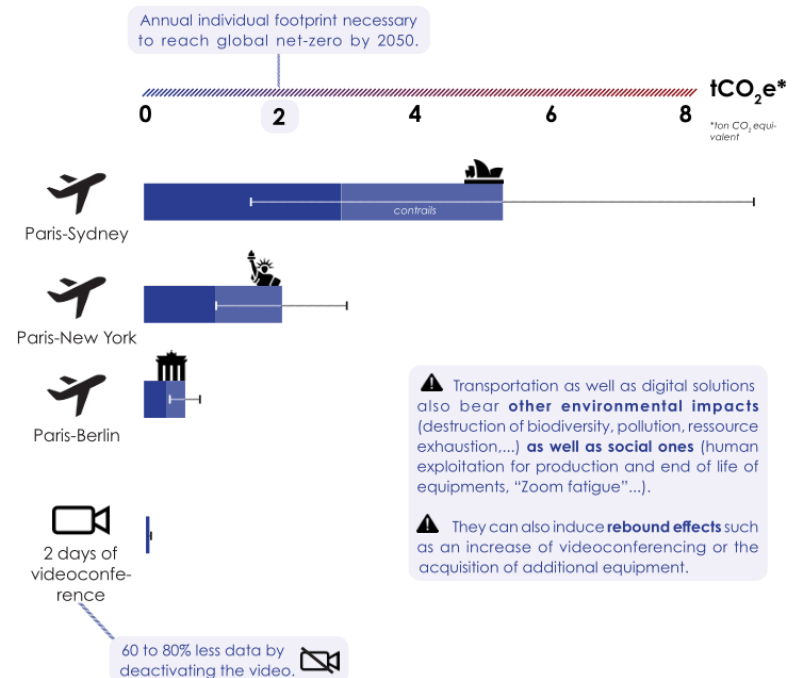 Annual individual footprint necessary
to reach global net-zero by 2050.
tCO₂e*
0
2
4
6
8
*ton CO₂ equi-
valent
contrails
Paris-Sydney
Paris-New York
Paris-Berlin
Transportation as well as digital solutions
also bear other environmental impacts
(destruction of biodiversity, pollution, ressource
exhaustion,...) as well as social ones (human
exploitation for production and end of life of
equipments, “Zoom fatigue”...).
They can also induce rebound effects such
as an increase of videoconferencing or the
acquisition of additional equipment.
2 days of
videoconfe-
rence
60 to 80% less data by
deactivating the video.